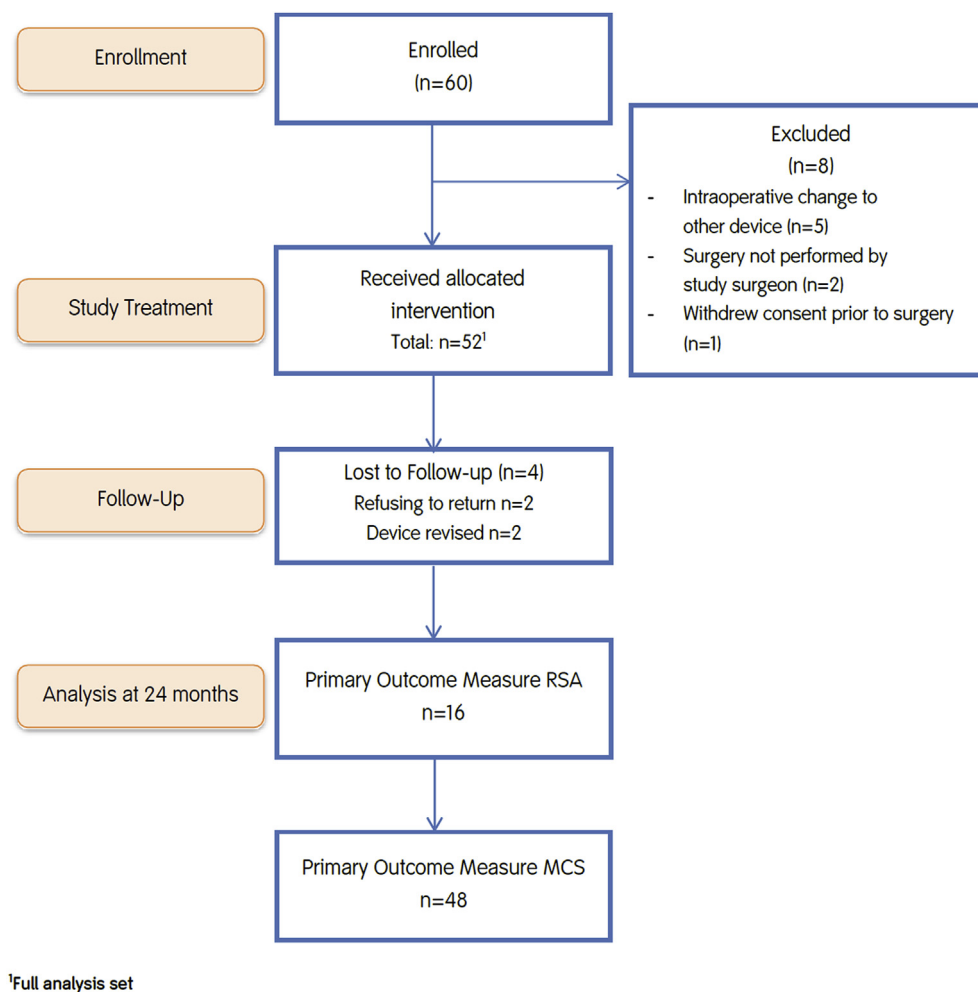 Enrollment
Enrolled
(n=60)
Excluded
(n=8)
- Intraoperative change to
other device (n=5)
- Surgery not performed by
study surgeon (n=2)
- Withdrew consent prior to surgery
(n=1)
Study Treatment
Received allocated
intervention
Total: n=52¹
Follow-Up
Lost to Follow-up (n=4)
Refusing to return n=2
Device revised n=2
Analysis at 24 months
Primary Outcome Measure RSA
n=16
Primary Outcome Measure MCS
n=48
¹Full analysis set